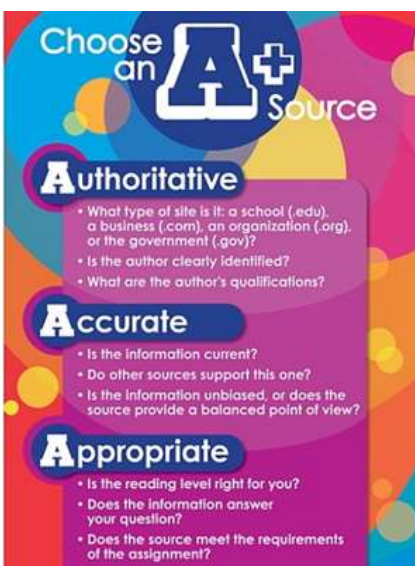 Choose
an A+
Source
Authoritative
• What type of site is it: a school (.edu),
a business (.com), an organization (.org),
or the government (.gov)?
• Is the author clearly identified?
• What are the author's qualifications?
Accurate
• Is the information current?
• Do other sources support this one?
• Is the information unbiased, or does the
source provide a balanced point of view?
Appropriate
• Is the reading level right for you?
• Does the information answer
your question?
• Does the source meet the requirements
of the assignment?